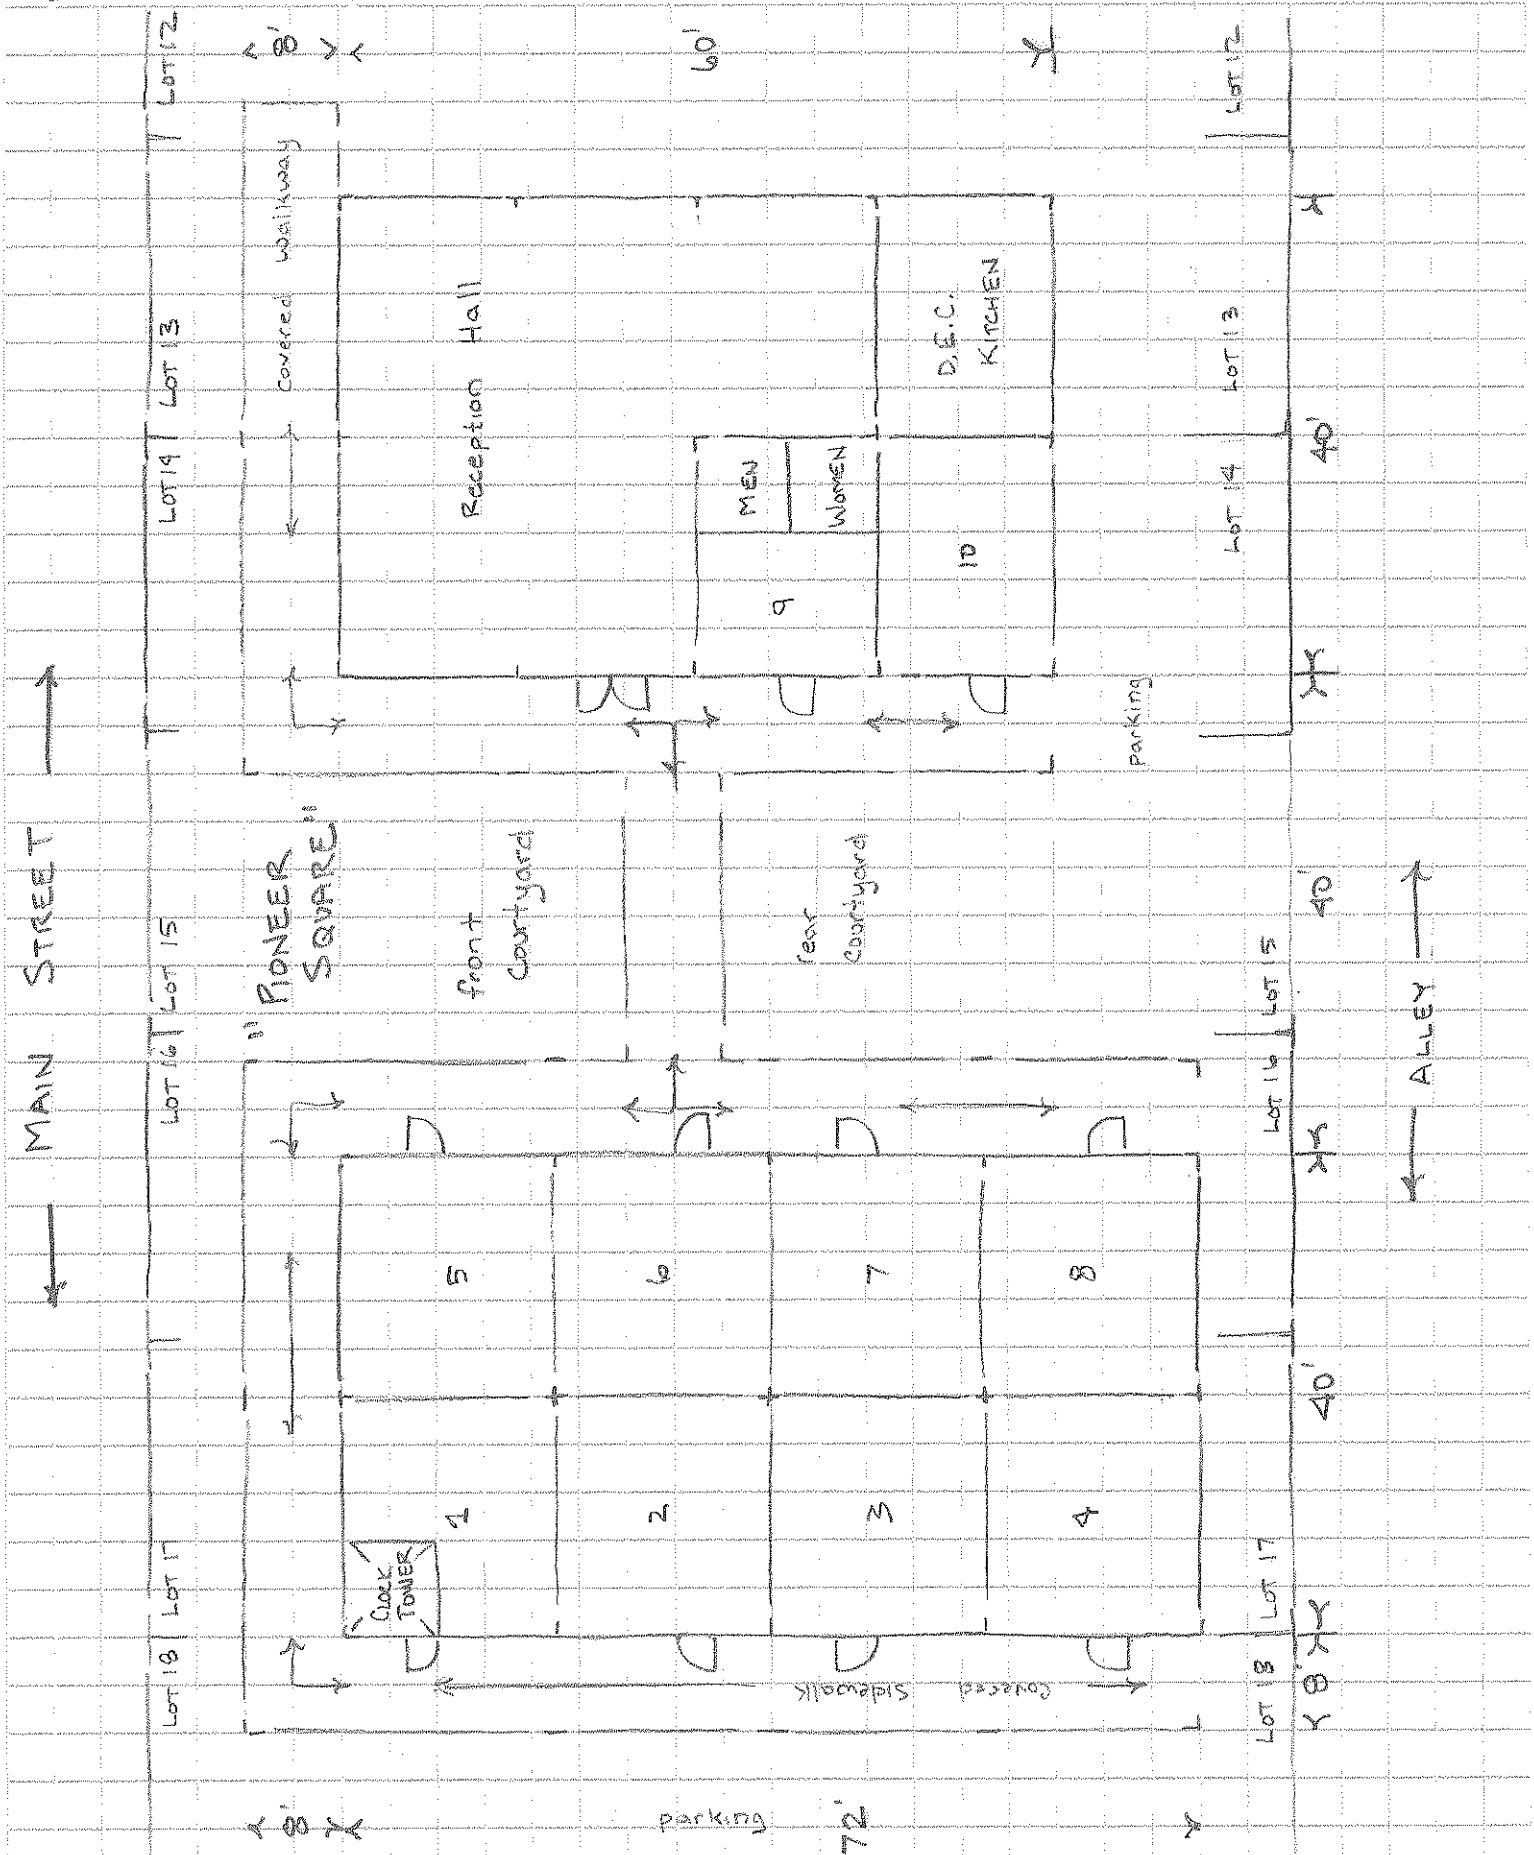 ← MAIN STREET →
LOT 18 | LOT 17
LOT 16 | LOT 15
LOT 14 | LOT 13
LOT 12
"PIONEER
SQUARE"
Covered Walkway
8'
8'
60'
72'
parking
CLOCK
TOWER
1
2
3
4
5
6
7
8
Covered Sidewalk
front
Courtyard
rear
Courtyard
Reception Hall
MEN
WOMEN
9
10
D.E.C.
KITCHEN
parking
LOT 18 | LOT 17
LOT 16 | LOT 15
LOT 14
LOT 13
LOT 12
8'
40'
40'
40'
← ALLEY →